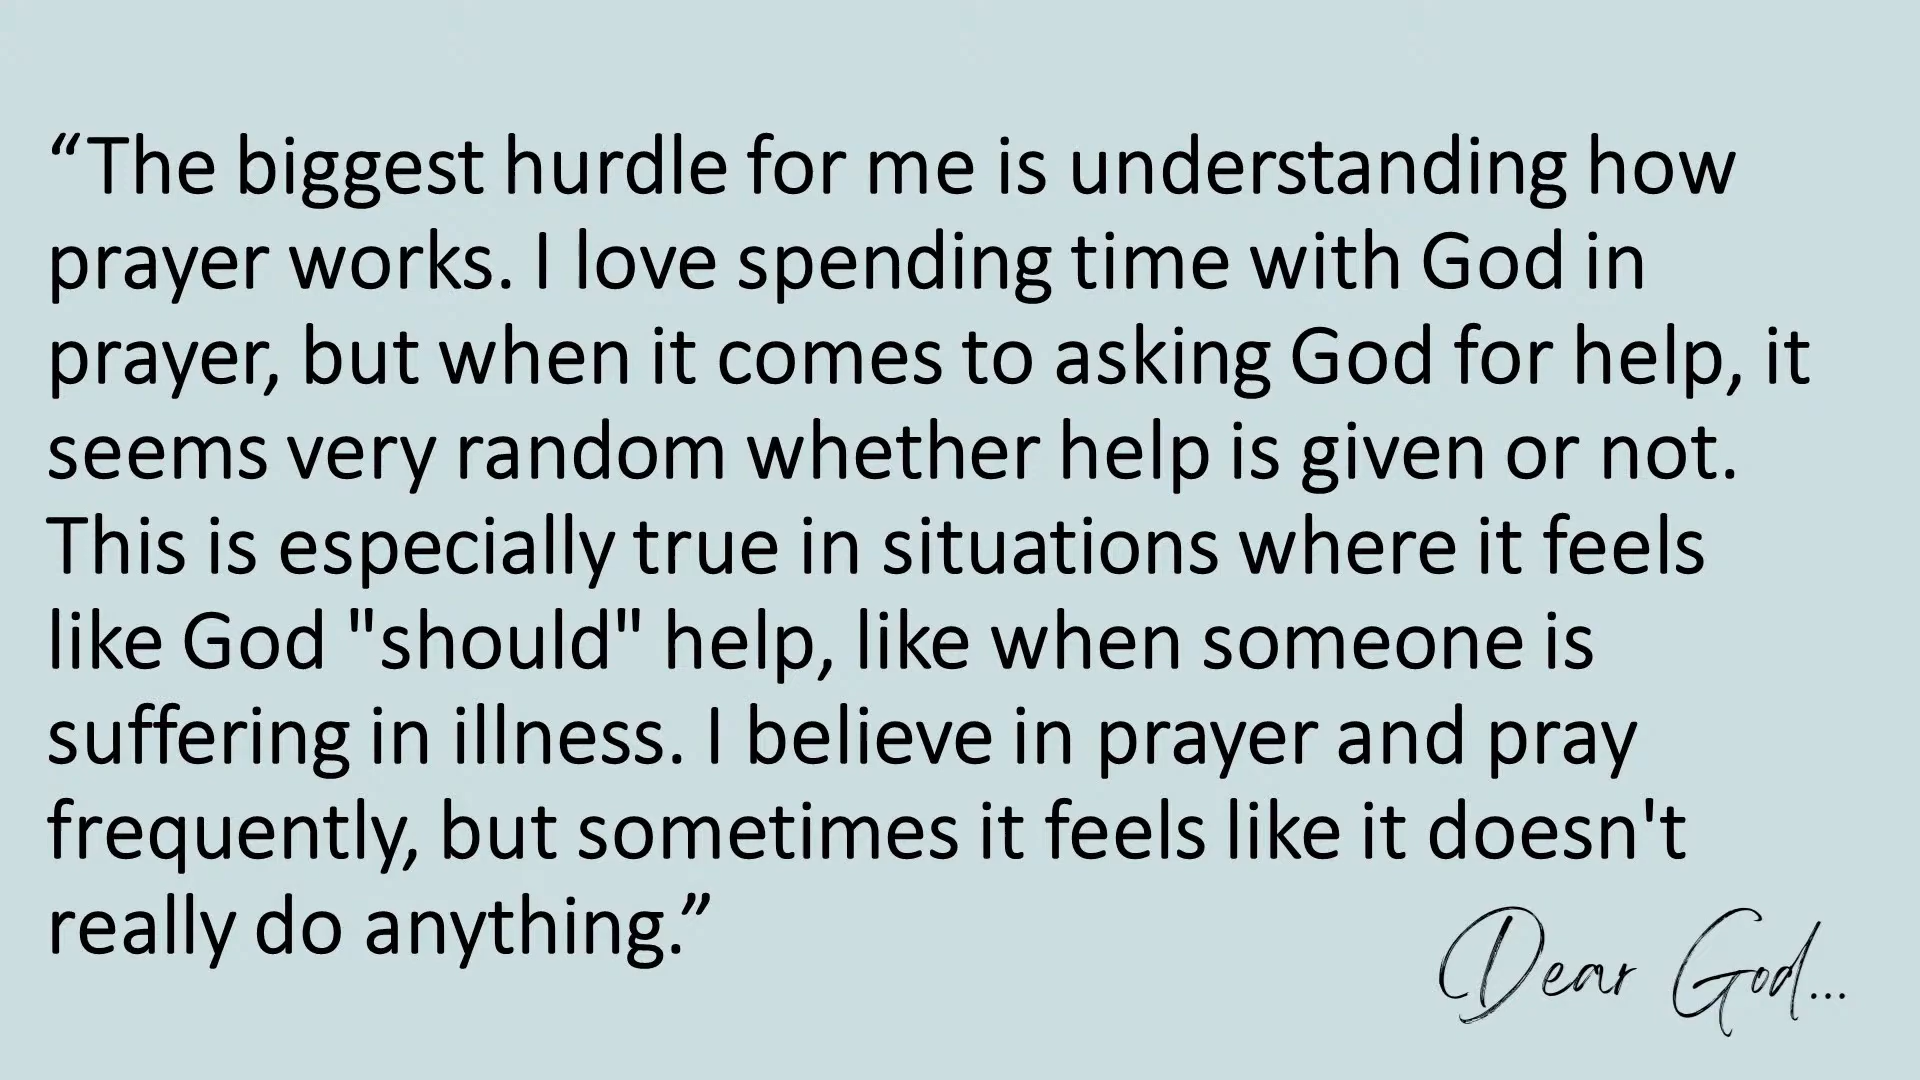 “The biggest hurdle for me is understanding how
prayer works. I love spending time with God in
prayer, but when it comes to asking God for help, it
seems very random whether help is given or not.
This is especially true in situations where it feels
like God "should" help, like when someone is
suffering in illness. I believe in prayer and pray
frequently, but sometimes it feels like it doesn't
really do anything.”
Dear God...